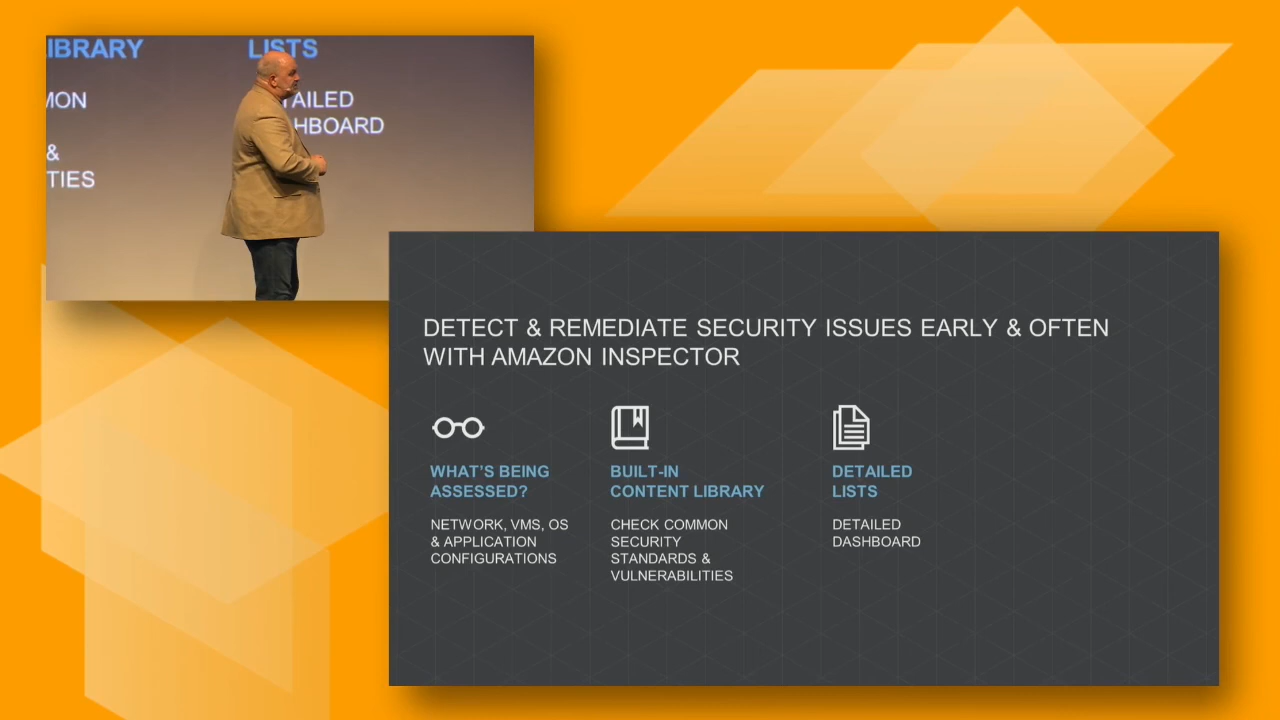 IBRARY
LISTS
MON
TAILED
HBOARD
&
TIES
DETECT & REMEDIATE SECURITY ISSUES EARLY & OFTEN
WITH AMAZON INSPECTOR
WHAT'S BEING
ASSESSED?
NETWORK, VMS, OS
& APPLICATION
CONFIGURATIONS
BUILT-IN
CONTENT LIBRARY
CHECK COMMON
SECURITY
STANDARDS &
VULNERABILITIES
DETAILED
LISTS
DETAILED
DASHBOARD